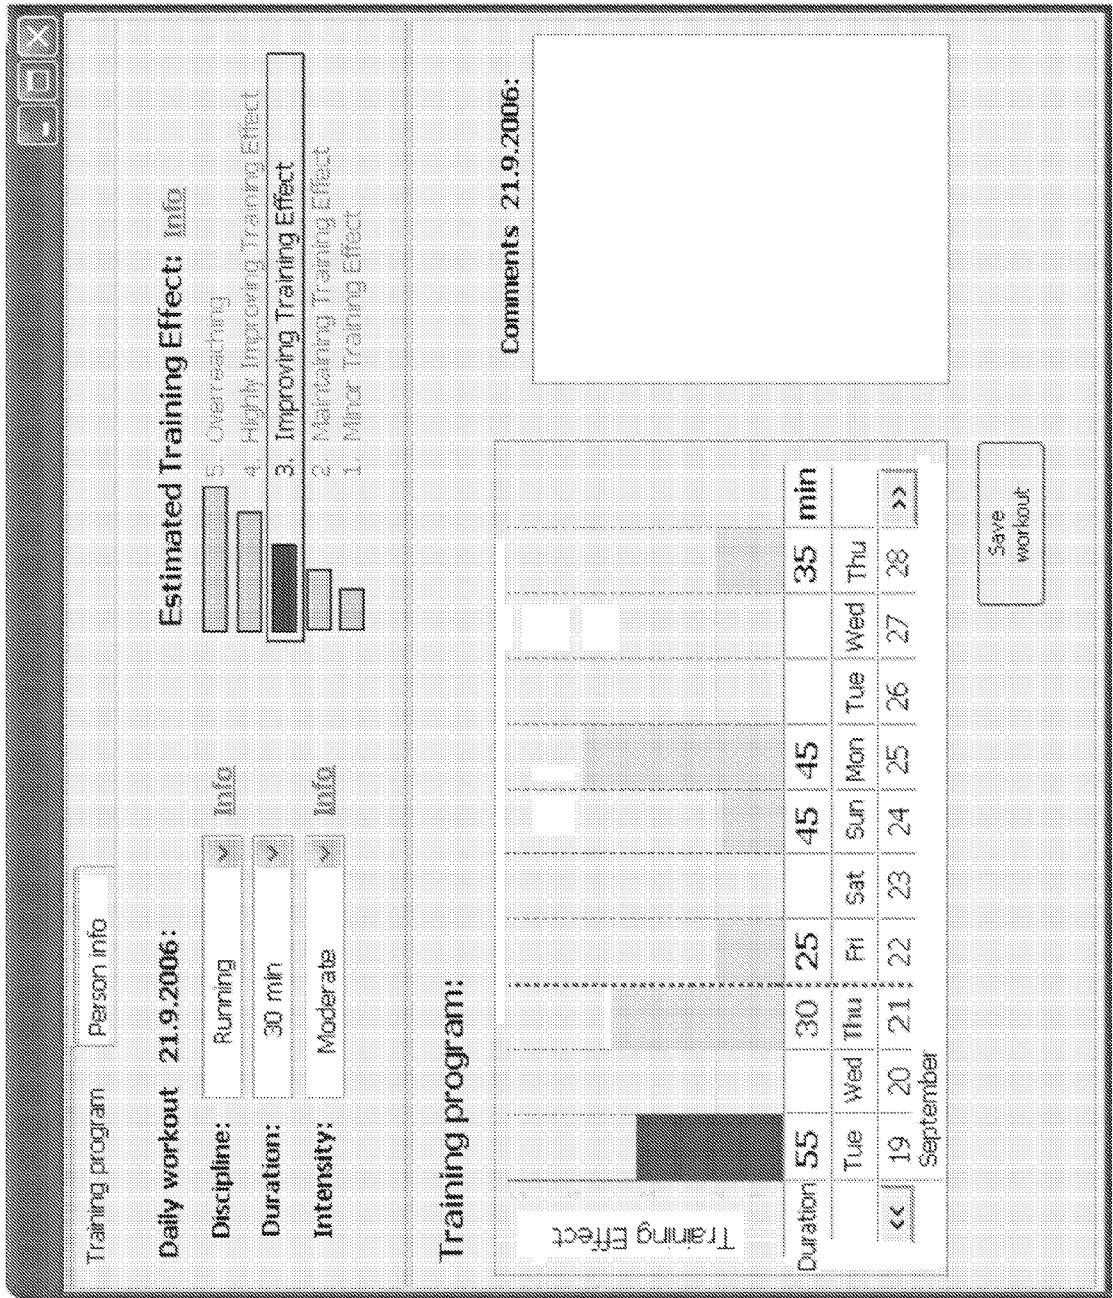 Training program
Person info
Daily workout 21.9.2006:
Discipline:
Running
Info
Duration:
30 min
Intensity:
Moderate
Info
Estimated Training Effect: Info
5. Overreaching
4. Highly Improving Training Effect
3. Improving Training Effect
2. Maintaining Training Effect
1. Minor Training Effect
Training program:
Training Effect
Duration 55 30 25 45 45 35 min
Tue Wed Thu Fri Sat Sun Mon Tue Wed Thu
<< 19 20 21 22 23 24 25 26 27 28 >>
September
Comments 21.9.2006:
Save
workout